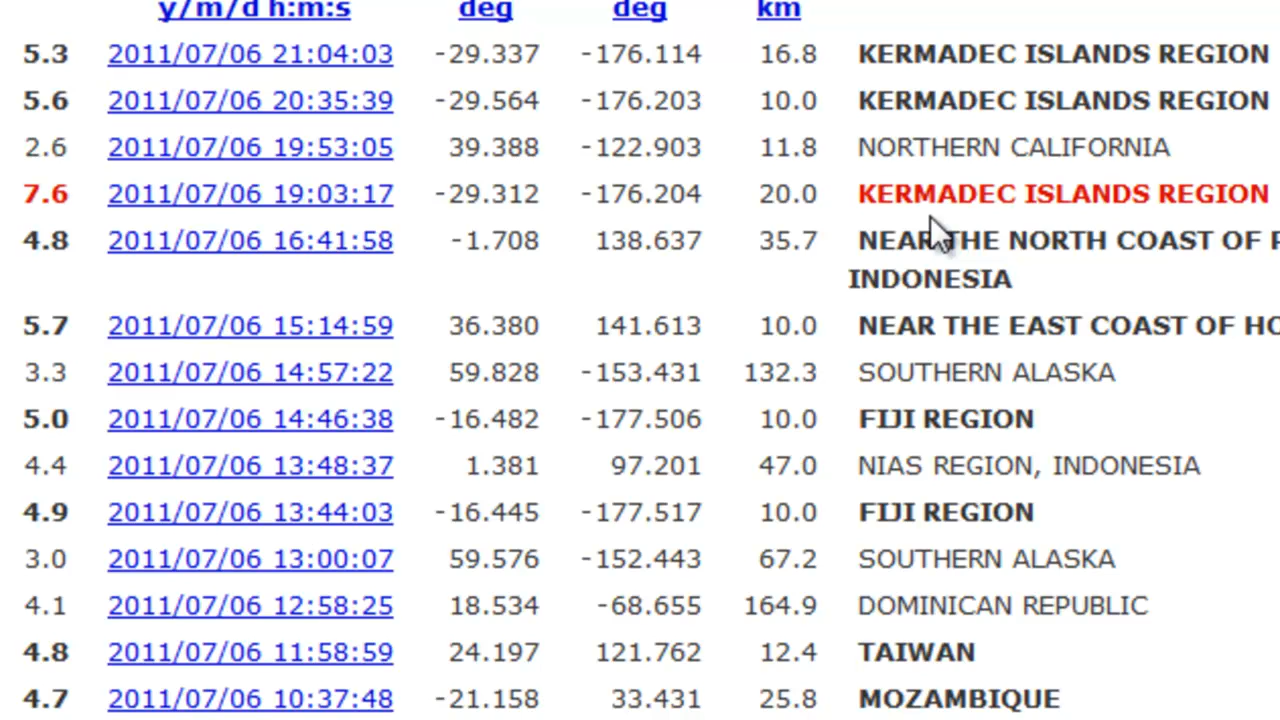 y/m/d h:m:s deg deg km
5.3 2011/07/06 21:04:03 -29.337 -176.114 16.8 KERMADEC ISLANDS REGION
5.6 2011/07/06 20:35:39 -29.564 -176.203 10.0 KERMADEC ISLANDS REGION
2.6 2011/07/06 19:53:05 39.388 -122.903 11.8 NORTHERN CALIFORNIA
7.6 2011/07/06 19:03:17 -29.312 -176.204 20.0 KERMADEC ISLANDS REGION
4.8 2011/07/06 16:41:58 -1.708 138.637 35.7 NEAR THE NORTH COAST OF
INDONESIA
5.7 2011/07/06 15:14:59 36.380 141.613 10.0 NEAR THE EAST COAST OF
3.3 2011/07/06 14:57:22 59.828 -153.431 132.3 SOUTHERN ALASKA
5.0 2011/07/06 14:46:38 -16.482 -177.506 10.0 FIJI REGION
4.4 2011/07/06 13:48:37 1.381 97.201 47.0 NIAS REGION, INDONESIA
4.9 2011/07/06 13:44:03 -16.445 -177.517 10.0 FIJI REGION
3.0 2011/07/06 13:00:07 59.576 -152.443 67.2 SOUTHERN ALASKA
4.1 2011/07/06 12:58:25 18.534 -68.655 164.9 DOMINICAN REPUBLIC
4.8 2011/07/06 11:58:59 24.197 121.762 12.4 TAIWAN
4.7 2011/07/06 10:37:48 -21.158 33.431 25.8 MOZAMBIQUE